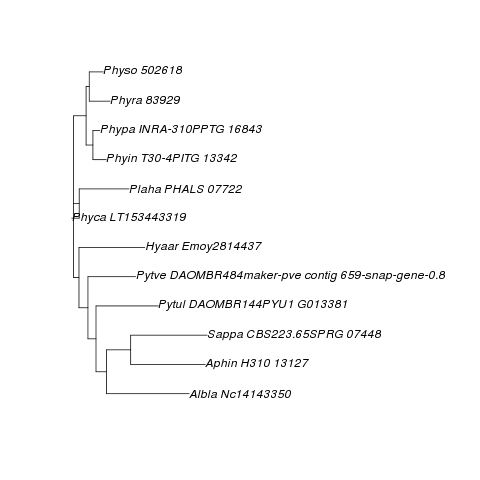 Physo 502618
Phyra 83929
Phypa INRA-310PPTG 16843
Phyin T30-4PITG 13342
Plaha PHALS 07722
Phyca LT153443319
Hyaar Emoy2814437
Pytve DAOMBR484maker-pve contig 659-snap-gene-0.8
Pytul DAOMBR144PYU1 G013381
Sappa CBS223.65SPRG 07448
Aphin H310 13127
Albla Nc14143350